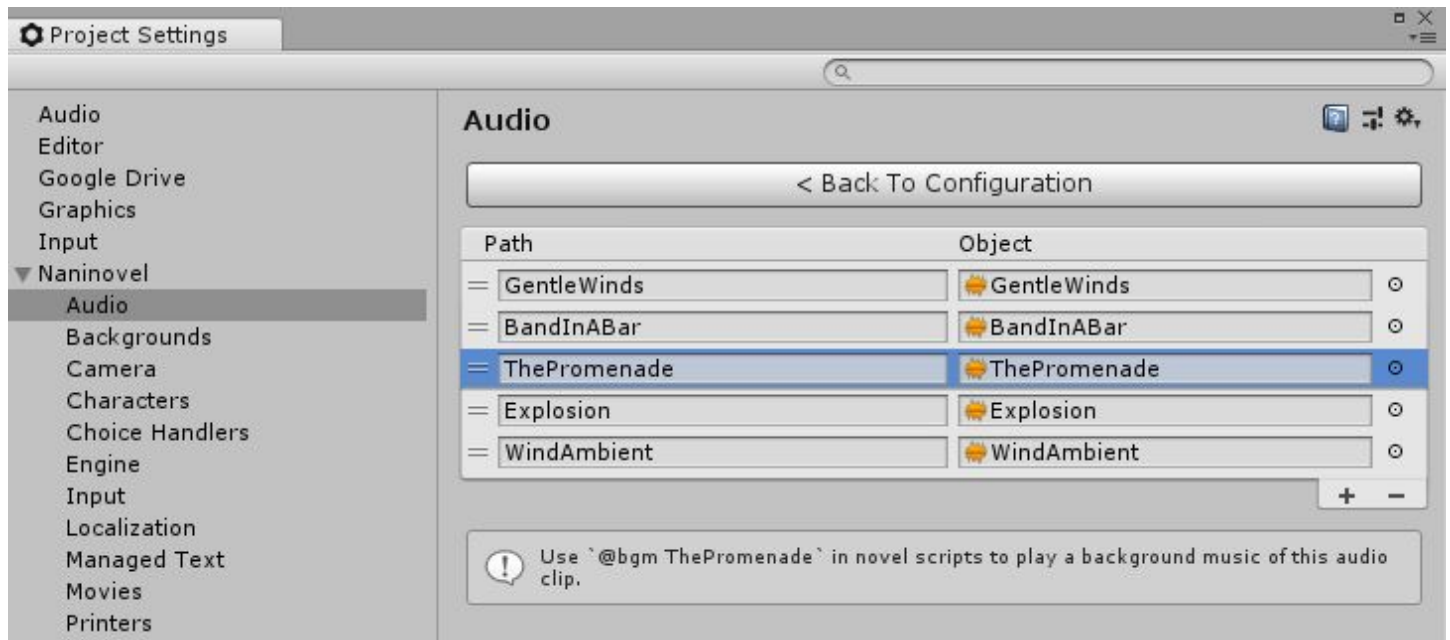 Project Settings
Audio
Editor
Google Drive
Graphics
Input
Naninovel
Audio
Backgrounds
Camera
Characters
Choice Handlers
Engine
Input
Localization
Managed Text
Movies
Printers
Audio
< Back To Configuration
Path Object
GentleWinds GentleWinds
BandInABar BandInABar
ThePromenade ThePromenade
Explosion Explosion
WindAmbient WindAmbient
+ −
Use `@bgm ThePromenade` in novel scripts to play a background music of this audio
clip.